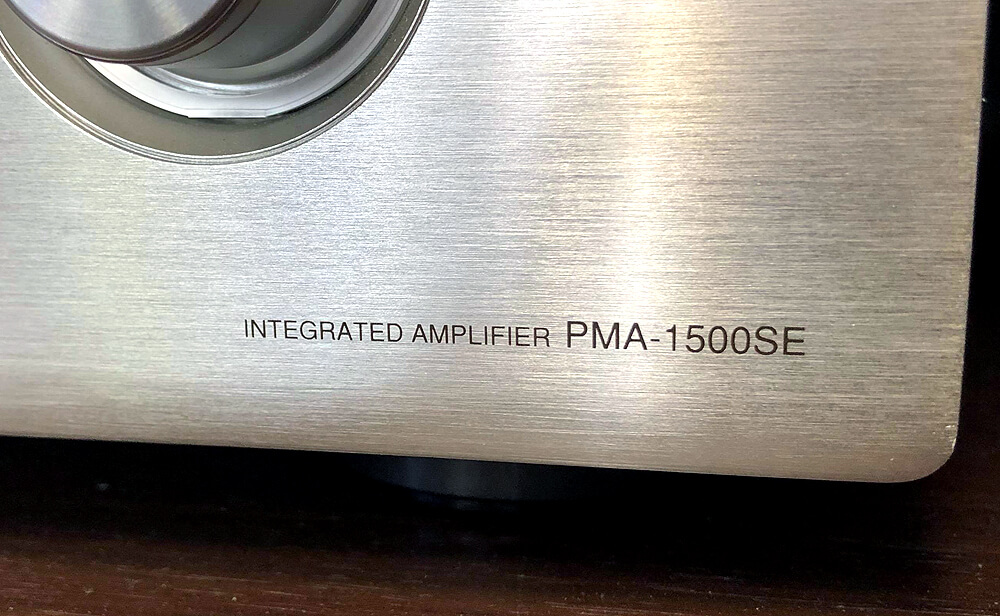 INTEGRATED AMPLIFIER PMA-1500SE